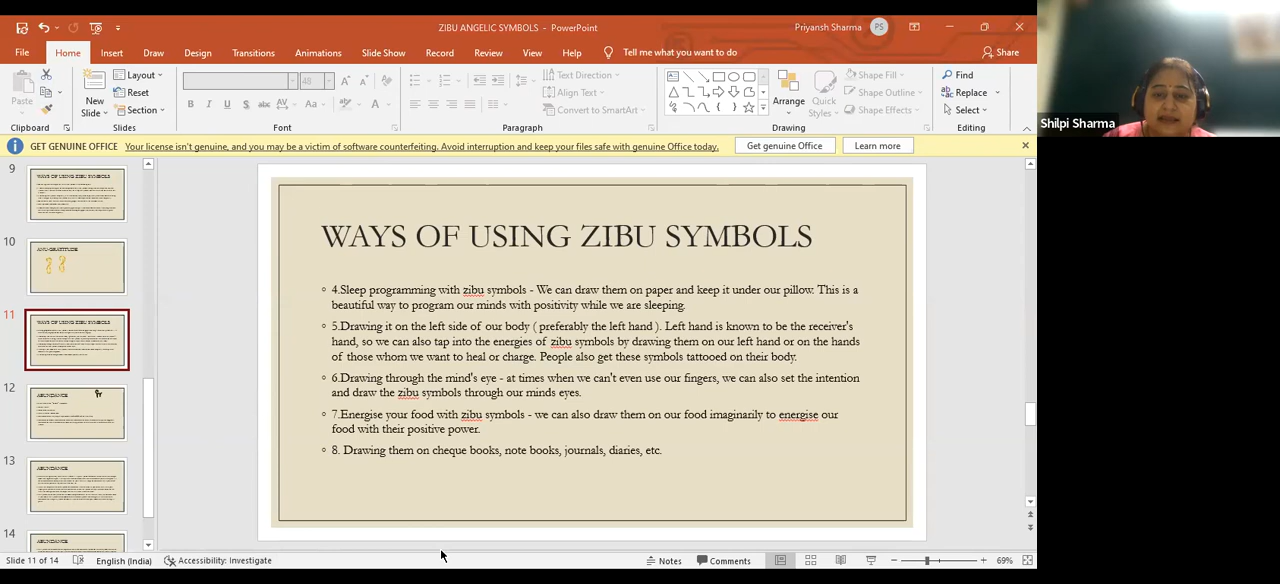 ZIBU ANGELIC SYMBOLS - PowerPoint
Priyansh Sharma
PS
File Home Insert Draw Design Transitions Animations Slide Show Record Review View Help Tell me what you want to do Share
Paste
New
Slide
Layout
Reset
Section
48
B I U S abc AV Aa A
Text Direction
Align Text
Convert to SmartArt
Arrange
Quick
Styles
Shape Fill
Shape Outline
Shape Effects
Find
Replace
Select
Clipboard Slides Font Paragraph Drawing Editing
Shilpi Sharma
GET GENUINE OFFICE Your license isn't genuine, and you may be a victim of software counterfeiting. Avoid interruption and keep your files safe with genuine Office today. Get genuine Office Learn more
9
WAYS OF USING ZIBU SYMBOLS
10
11
WAYS OF USING ZIBU SYMBOLS
12
ABUNDANCE
13
ABUNDANCE
14
ABUNDANCE
WAYS OF USING ZIBU SYMBOLS
4.Sleep programming with zibu symbols - We can draw them on paper and keep it under our pillow. This is a
beautiful way to program our minds with positivity while we are sleeping.
5.Drawing it on the left side of our body ( preferably the left hand ). Left hand is known to be the receiver's
hand, so we can also tap into the energies of zibu symbols by drawing them on our left hand or on the hands
of those whom we want to heal or charge. People also get these symbols tattooed on their body.
6.Drawing through the mind's eye - at times when we can't even use our fingers, we can also set the intention
and draw the zibu symbols through our minds eyes.
7.Energise your food with zibu symbols - we can also draw them on our food imaginarily to energise our
food with their positive power.
8. Drawing them on cheque books, note books, journals, diaries, etc.
Slide 11 of 14 English (India) Accessibility: Investigate Notes Comments 69%